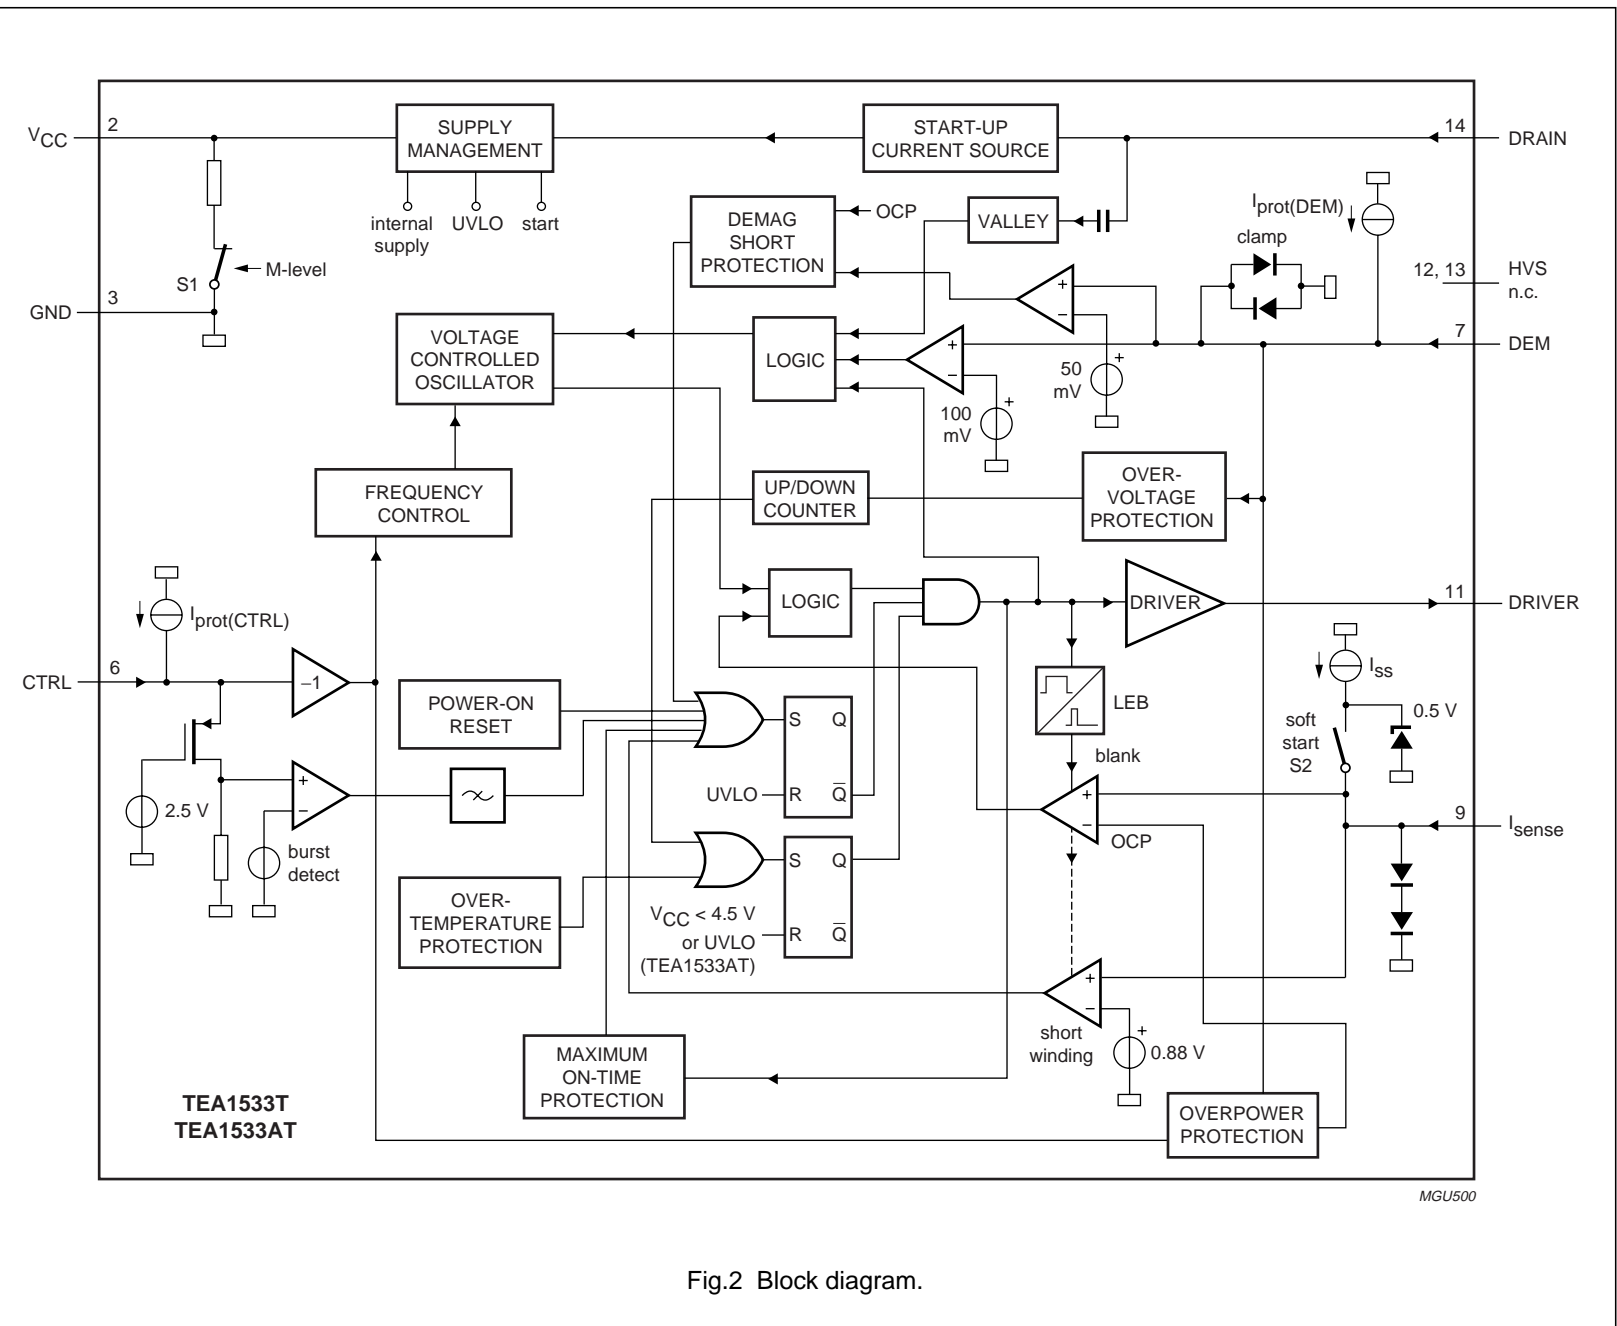 VCC
2
SUPPLY
MANAGEMENT
START-UP
CURRENT SOURCE
14
DRAIN
internal
supply
UVLO
start
DEMAG
SHORT
PROTECTION
OCP
VALLEY
Iprot(DEM)
clamp
12, 13
HVS
n.c.
S1
M-level
GND
3
VOLTAGE
CONTROLLED
OSCILLATOR
LOGIC
+
−
+
−
50
mV
+
100
mV
+
7
DEM
FREQUENCY
CONTROL
UP/DOWN
COUNTER
OVER-
VOLTAGE
PROTECTION
Iprot(CTRL)
LOGIC
DRIVER
11
DRIVER
CTRL
6
−1
POWER-ON
RESET
S
Q
UVLO
R
Q
LEB
blank
Iss
soft
start
S2
0.5 V
2.5 V
+
−
burst
detect
+
−
OCP
9
Isense
OVER-
TEMPERATURE
PROTECTION
S
Q
VCC < 4.5 V
or UVLO
(TEA1533AT)
R
Q
+
−
short
winding
+
0.88 V
MAXIMUM
ON-TIME
PROTECTION
OVERPOWER
PROTECTION
TEA1533T
TEA1533AT
MGU500
Fig.2 Block diagram.